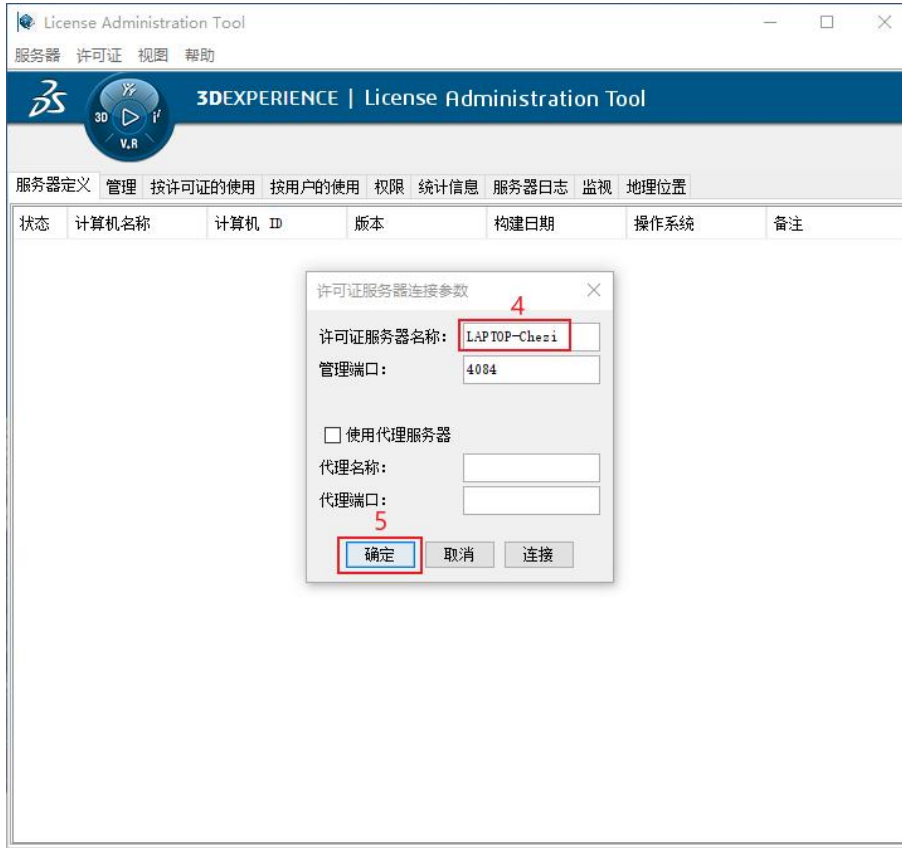 License Administration Tool
服务器 许可证 视图 帮助
3DS
3D V.R i²
3DEXPERIENCE | License Administration Tool
服务器定义 管理 按许可证的使用 按用户的使用 权限 统计信息 服务器日志 监视 地理位置
状态 计算机名称 计算机 ID 版本 构建日期 操作系统 备注
许可证服务器连接参数
4
许可证服务器名称: LAPTOP-Chezi
管理端口: 4084
使用代理服务器
代理名称:
代理端口:
5
确定 取消 连接